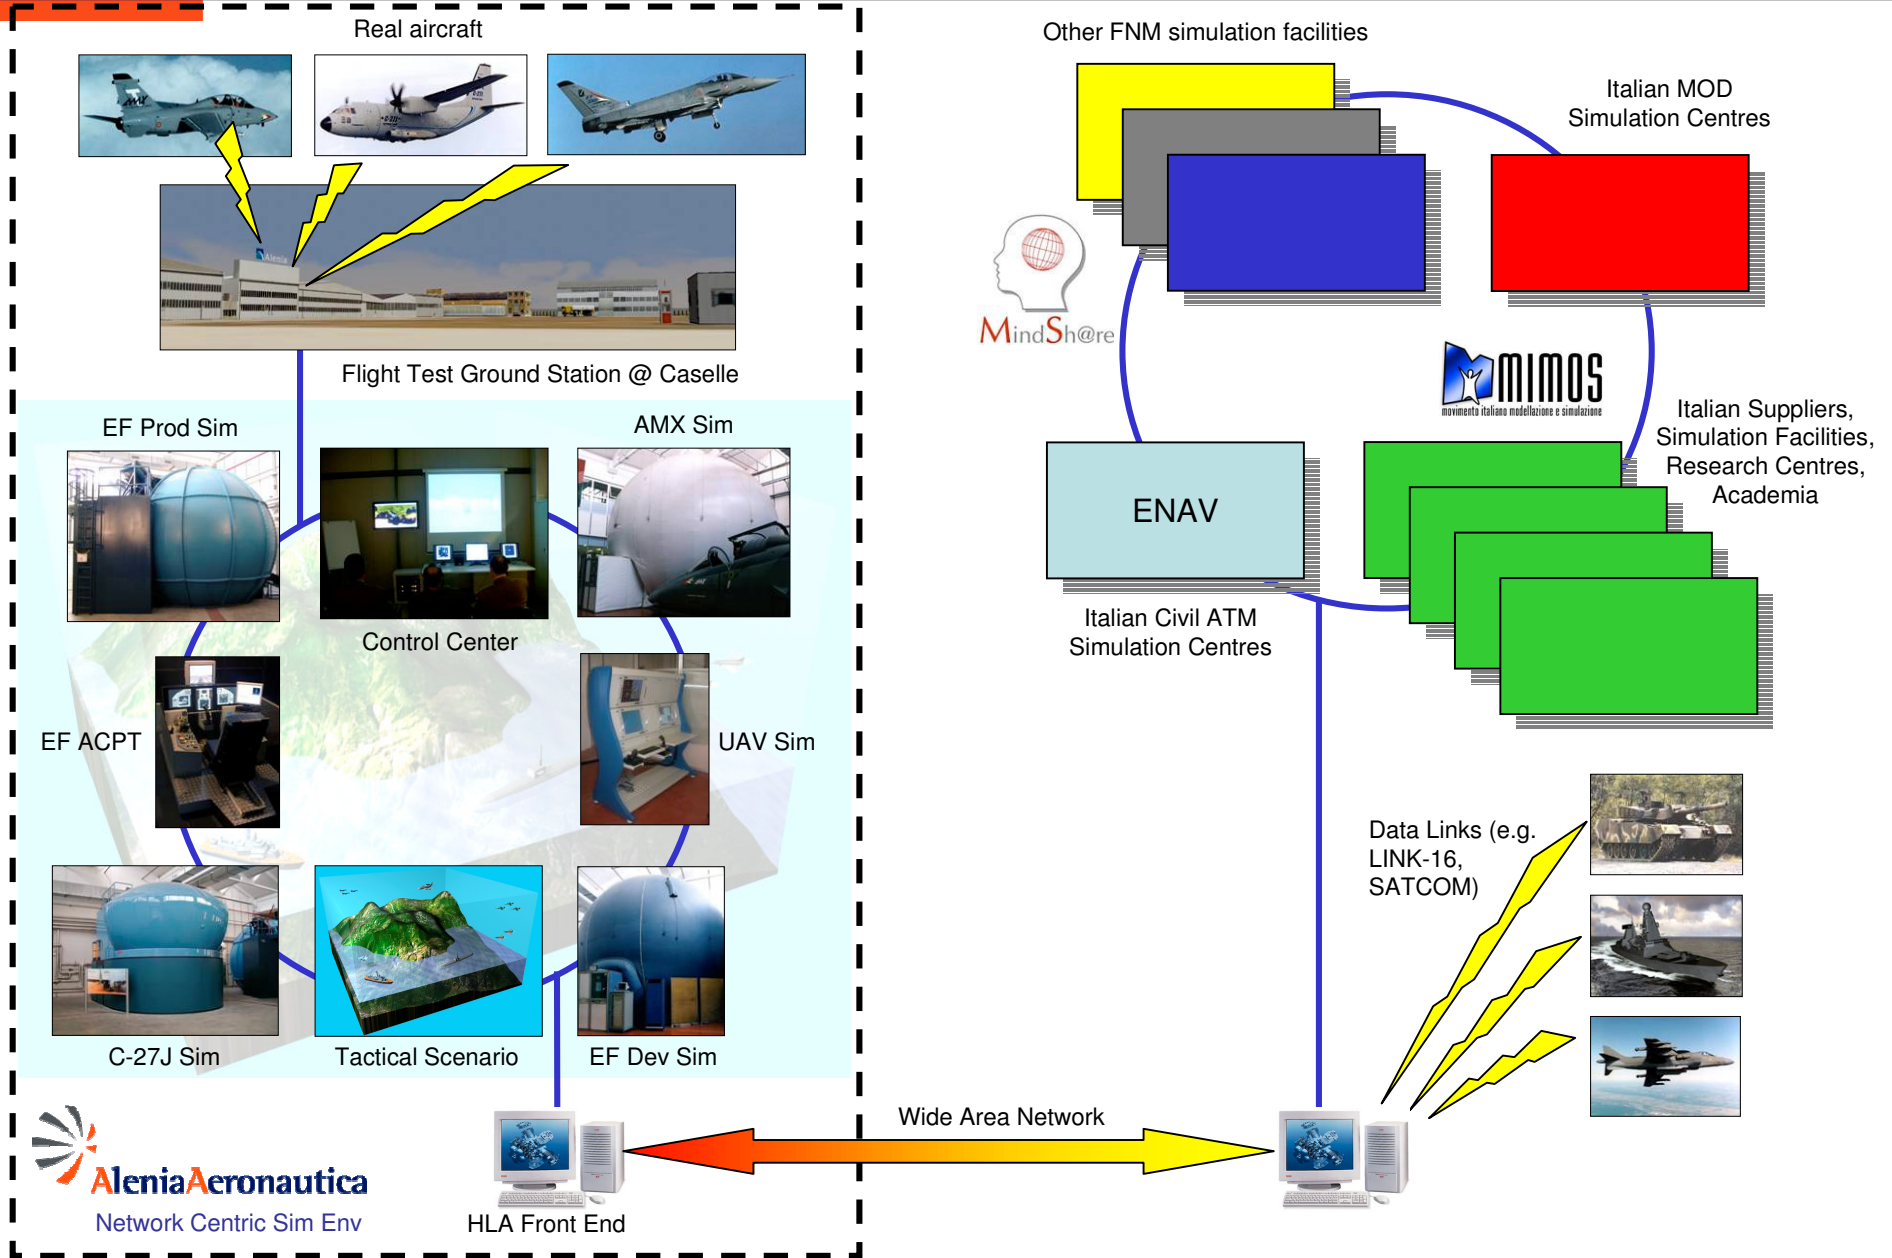 Real aircraft
Alenia
Flight Test Ground Station @ Caselle
EF Prod Sim
AMX Sim
Control Center
EF ACPT
UAV Sim
C-27J Sim
Tactical Scenario
EF Dev Sim
AleniaAeronautica
Network Centric Sim Env
HLA Front End
Wide Area Network
Other FNM simulation facilities
Italian MOD
Simulation Centres
MindSh@re
MIMOS
movimento italiano modellazione e simulazione
Italian Suppliers,
Simulation Facilities,
Research Centres,
Academia
ENAV
Italian Civil ATM
Simulation Centres
Data Links (e.g.
LINK-16,
SATCOM)